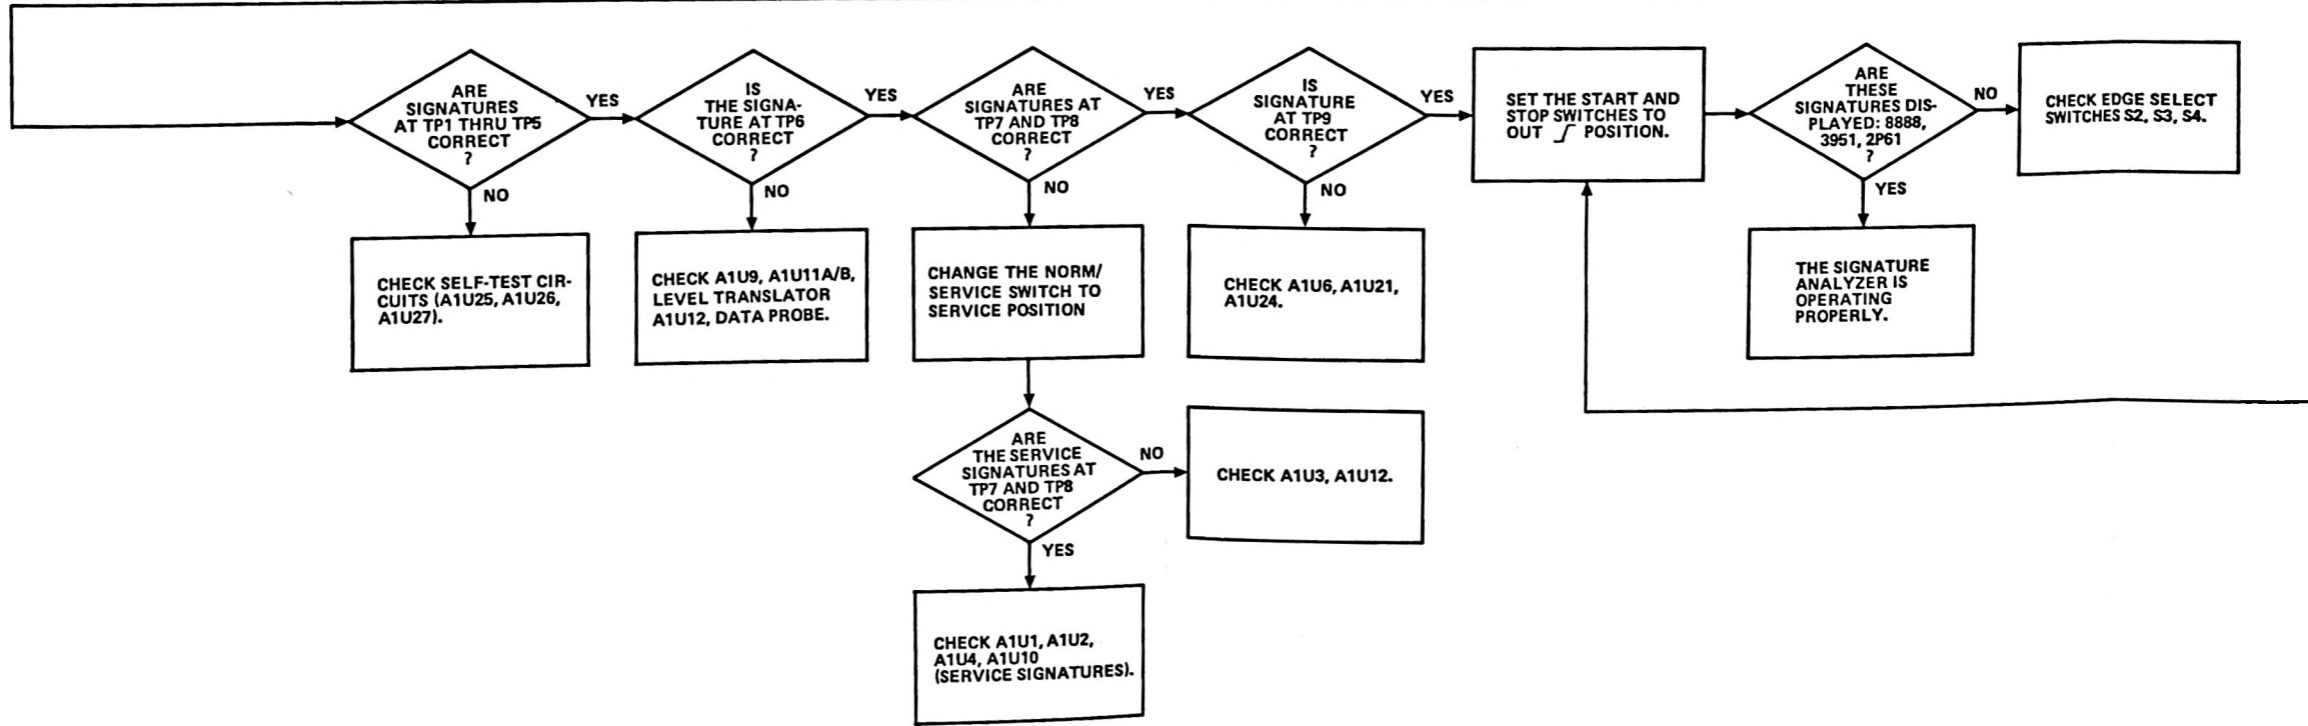 ARE
SIGNATURES
AT TP1 THRU TP5
CORRECT
?
YES
NO
CHECK SELF-TEST CIR-
CUITS (A1U25, A1U26,
A1U27).
IS
THE SIGNA-
TURE AT TP6
CORRECT
?
YES
NO
CHECK A1U9, A1U11A/B,
LEVEL TRANSLATOR
A1U12, DATA PROBE.
ARE
SIGNATURES AT
TP7 AND TP8
CORRECT
?
YES
NO
CHANGE THE NORM/
SERVICE SWITCH TO
SERVICE POSITION
ARE
THE SERVICE
SIGNATURES AT
TP7 AND TP8
CORRECT
?
NO
CHECK A1U3, A1U12.
YES
CHECK A1U1, A1U2,
A1U4, A1U10
(SERVICE SIGNATURES).
IS
SIGNATURE
AT TP9
CORRECT
?
YES
NO
CHECK A1U6, A1U21,
A1U24.
SET THE START AND
STOP SWITCHES TO
OUT POSITION.
ARE
THESE
SIGNATURES DIS-
PLAYED: 8888,
3951, 2P61
?
NO
CHECK EDGE SELECT
SWITCHES S2, S3, S4.
YES
THE SIGNATURE
ANALYZER IS
OPERATING
PROPERLY.